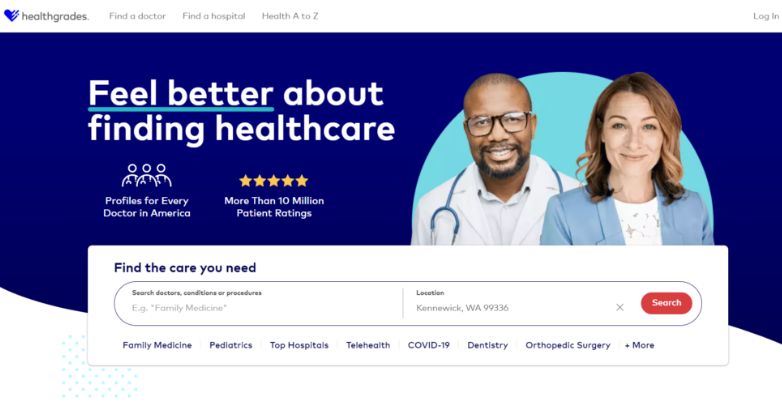 healthgrades.
Find a doctor
Find a hospital
Health A to Z
Log In
Feel better about
finding healthcare
Profiles for Every
Doctor in America
More Than 10 Million
Patient Ratings
Find the care you need
Search doctors, conditions or procedures
E.g. "Family Medicine"
Location
Kennewick, WA 99336
Search
Family Medicine
Pediatrics
Top Hospitals
Telehealth
COVID-19
Dentistry
Orthopedic Surgery
+ More